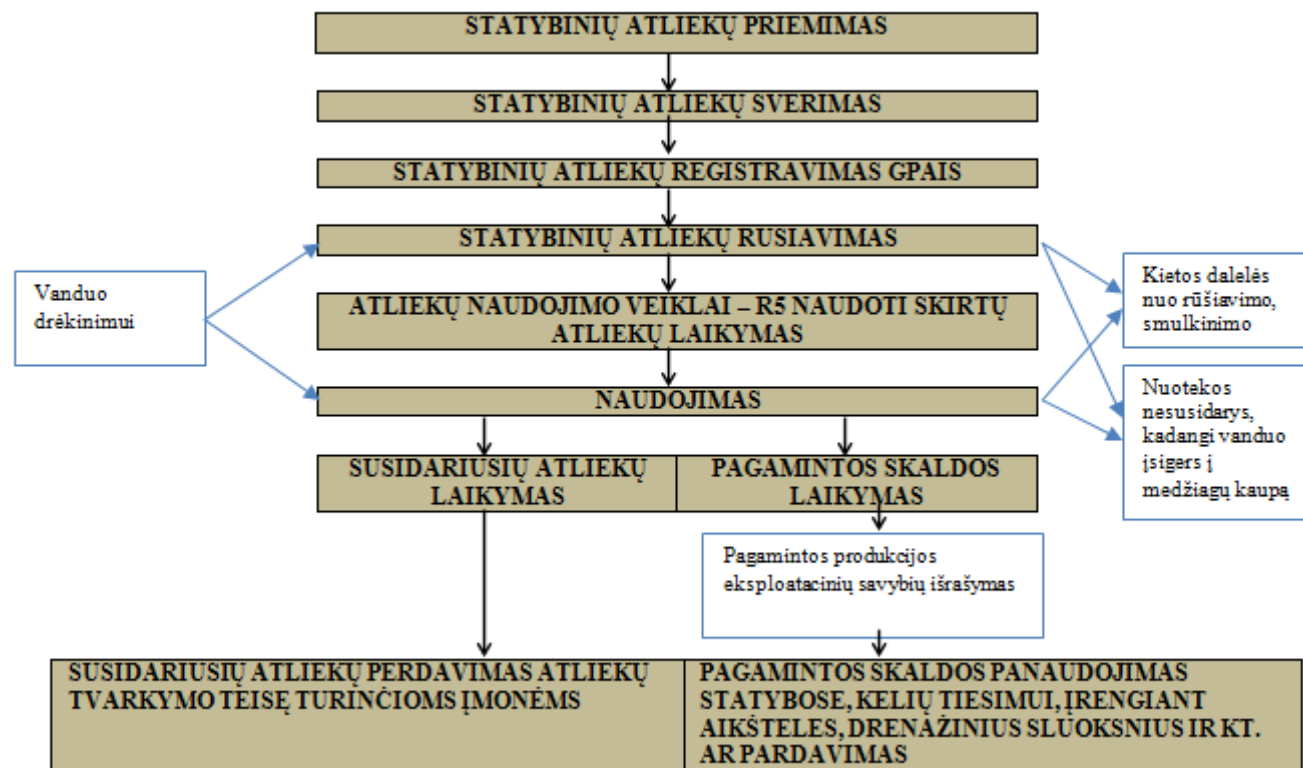 STATYBINIŲ ATLIEKŲ PRIEMIMAS
STATYBINIŲ ATLIEKŲ SVERIMAS
STATYBINIŲ ATLIEKŲ REGISTRAVIMAS GPAIS
STATYBINIŲ ATLIEKŲ RUSIAVIMAS
Vanduo
drėkinimui
Kietos dalelės
nuo rūšiavimo,
smulkinimo
ATLIEKŲ NAUDOJIMO VEIKLAI – R5 NAUDOTI SKIRTŲ
ATLIEKŲ LAIKYMAS
NAUDOJIMAS
Nuotekos
nesusidarys,
kadangi vanduo
įsigers į
medžiagų kaupą
SUSIDARIUSIŲ ATLIEKŲ
LAIKYMAS
PAGAMINTOS SKALDOS
LAIKYMAS
Pagamintos produkcijos
eksploatacinių savybių išrašymas
SUSIDARIUSIŲ ATLIEKŲ PERDAVIMAS ATLIEKŲ
TVARKYMO TEISĘ TURINČIOMS ĮMONĖMS
PAGAMINTOS SKALDOS PANAUDOJIMAS
STATYBOSE, KELIŲ TIESIMUI, ĮRENGIANT
AIKŠTELES, DRENAŽINIUS SLUOKSNIUS IR KT.
AR PARDAVIMAS